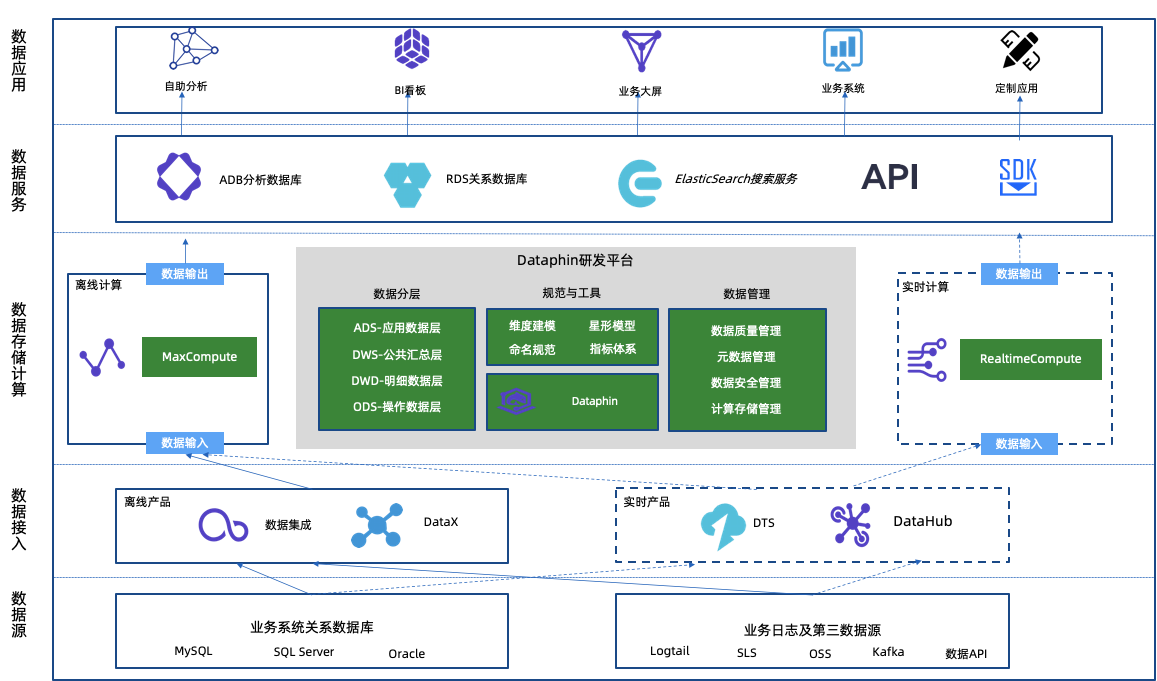 数据应用
自助分析
BI看板
业务大屏
业务系统
定制应用
数据服务
ADB分析数据库
RDS关系数据库
ElasticSearch搜索服务
API
SDK
数据存储计算
数据输出
离线计算
MaxCompute
数据输入
Dataphin研发平台
数据分层
ADS-应用数据层
DWS-公共汇总层
DWD-明细数据层
ODS-操作数据层
规范与工具
维度建模 星形模型
命名规范 指标体系
Dataphin
数据管理
数据质量管理
元数据管理
数据安全管理
计算存储管理
数据输出
实时计算
RealtimeCompute
数据输入
数据接入
离线产品
数据集成
DataX
实时产品
DTS
DataHub
数据源
业务系统关系数据库
MySQL
SQL Server
Oracle
业务日志及第三数据源
Logtail
SLS
OSS
Kafka
数据API